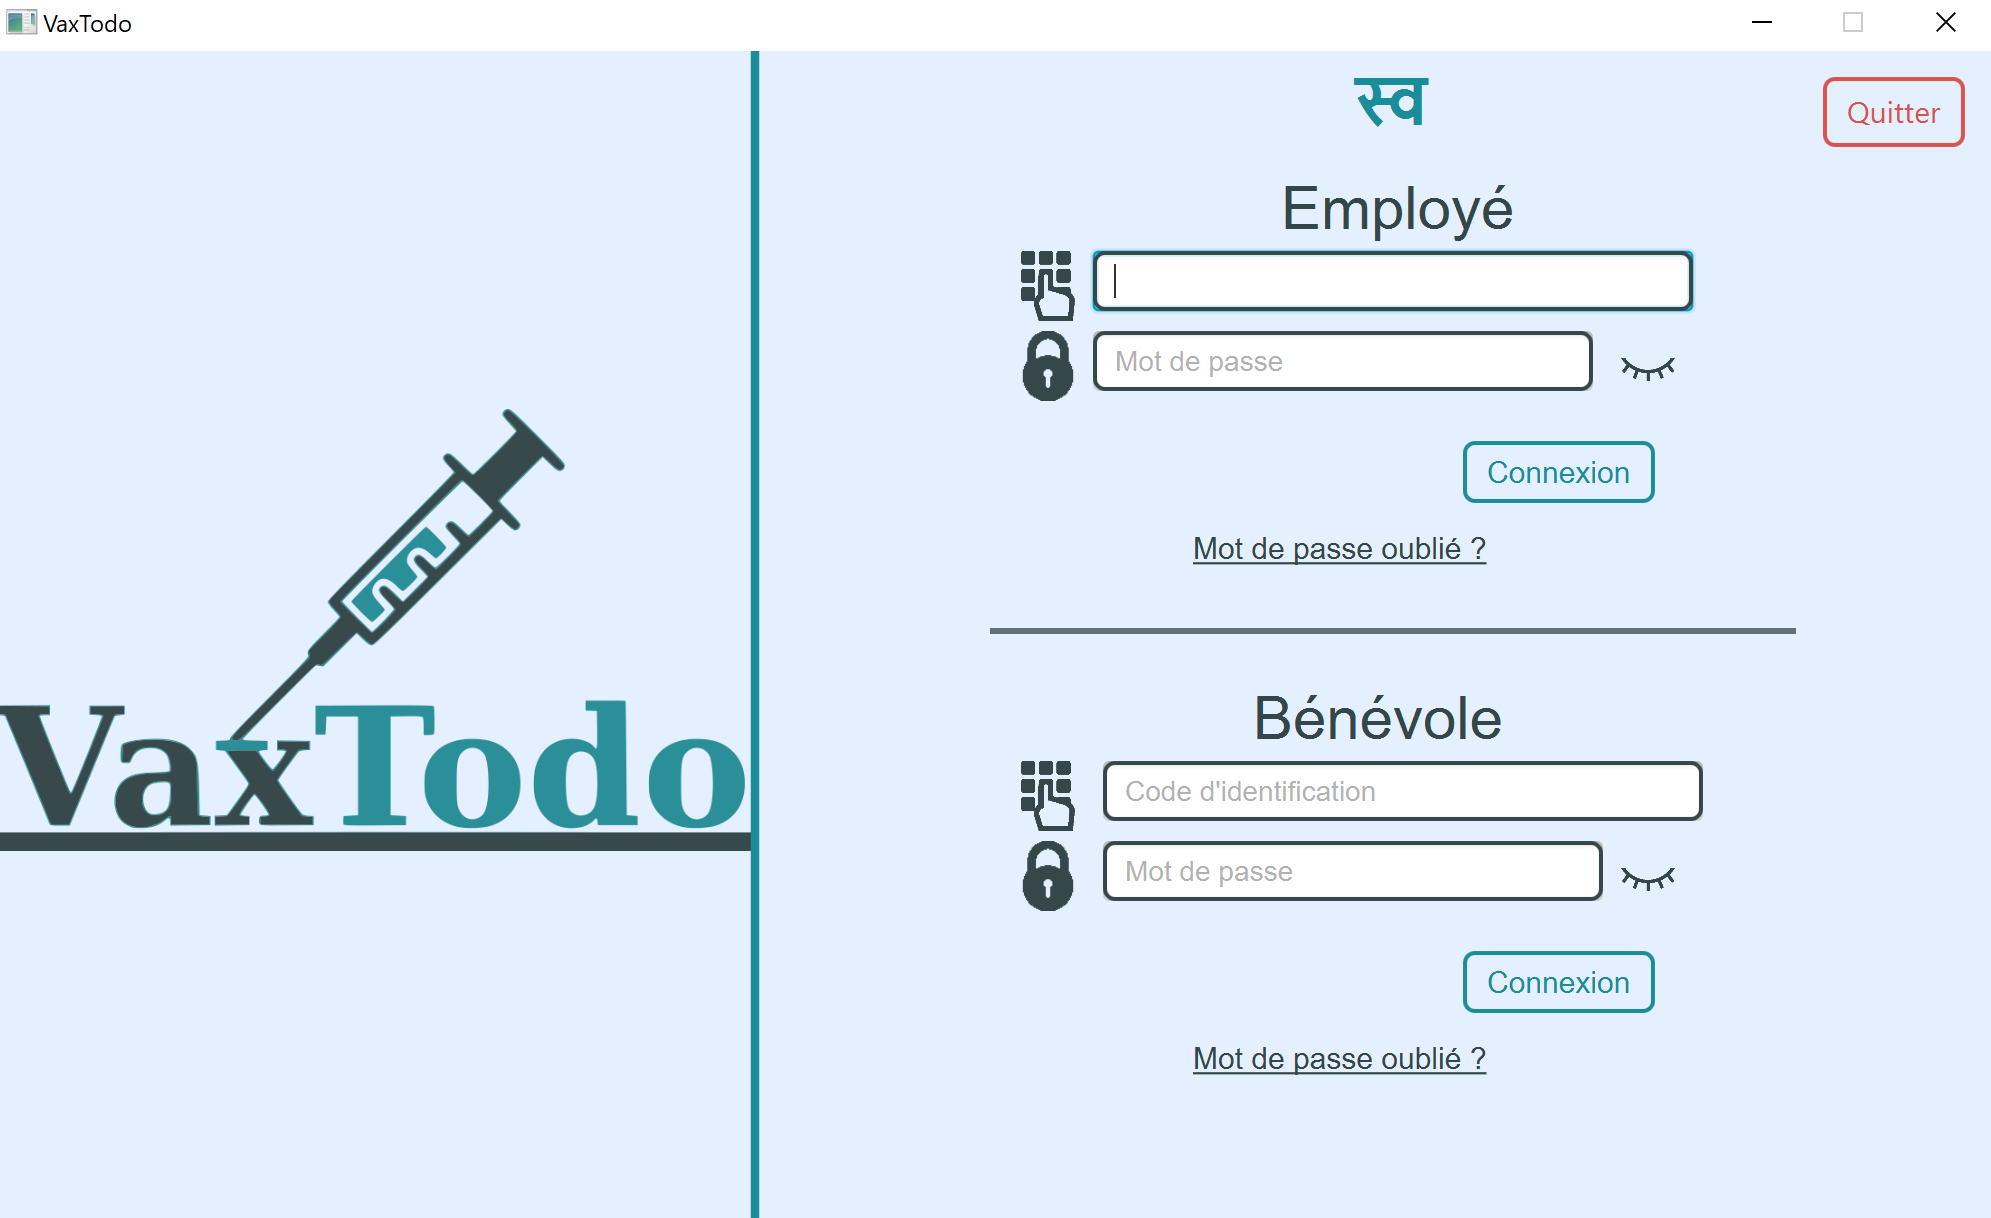 VaxTodo
स्व
Quitter
Employé
Mot de passe
Connexion
Mot de passe oublié ?
VaxTodo
Bénévole
Code d'identification
Mot de passe
Connexion
Mot de passe oublié ?